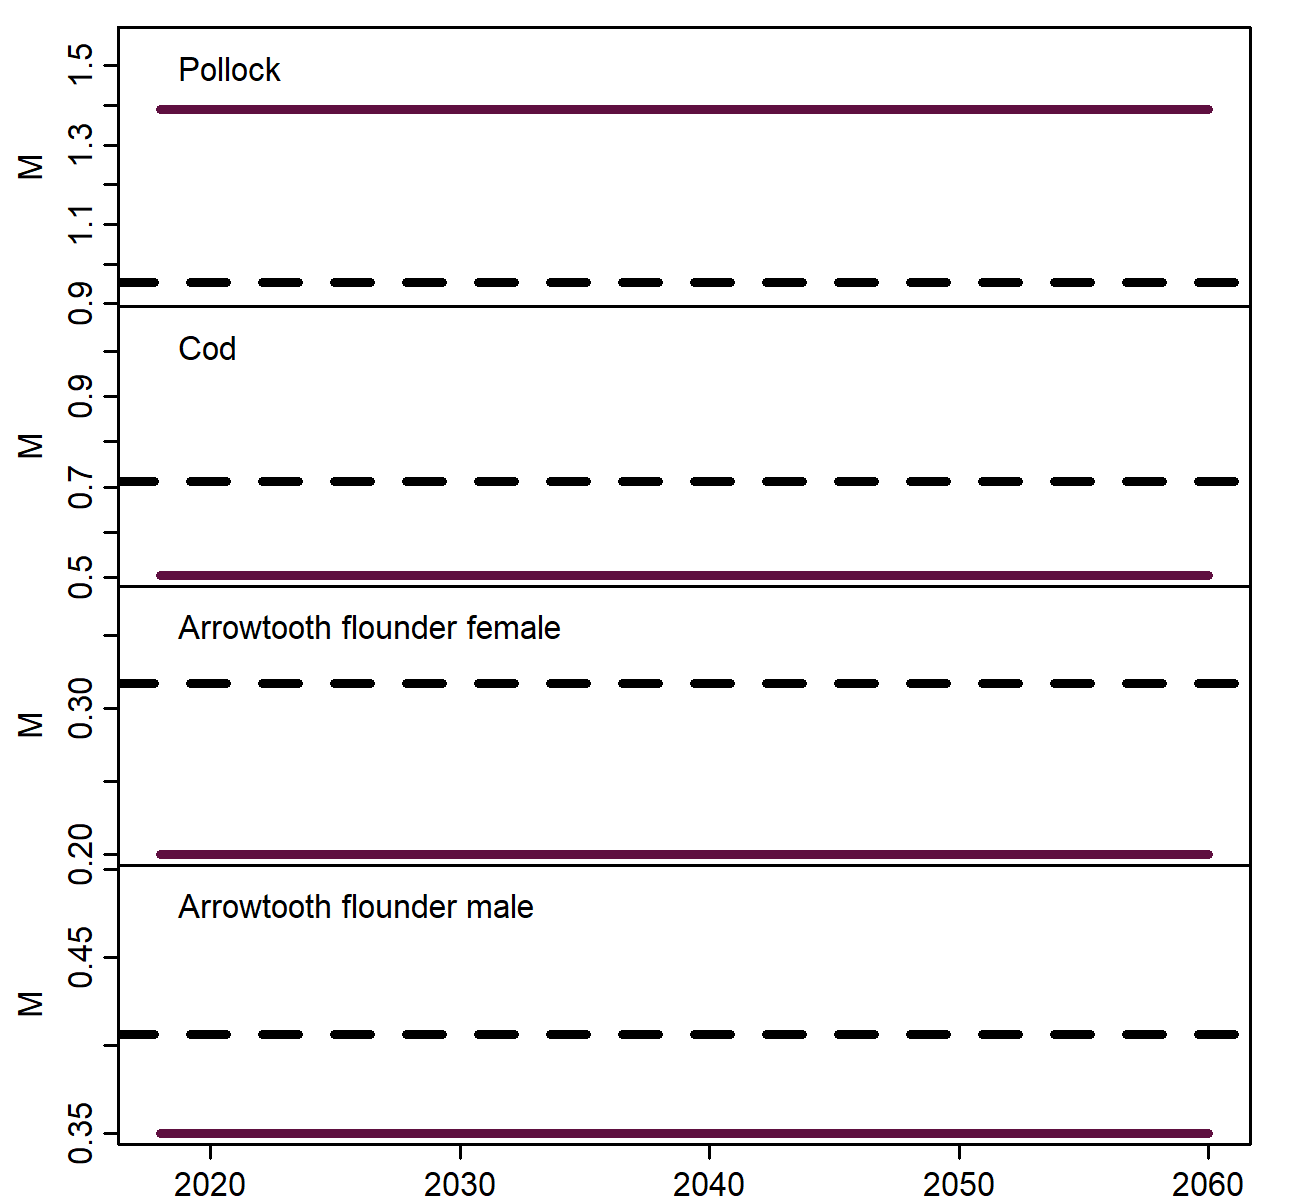 Pollock
M
1.5
1.3
1.1
0.9
Cod
M
0.9
0.7
0.5
Arrowtooth flounder female
M
0.30
0.20
Arrowtooth flounder male
M
0.45
0.35
2020 2030 2040 2050 2060